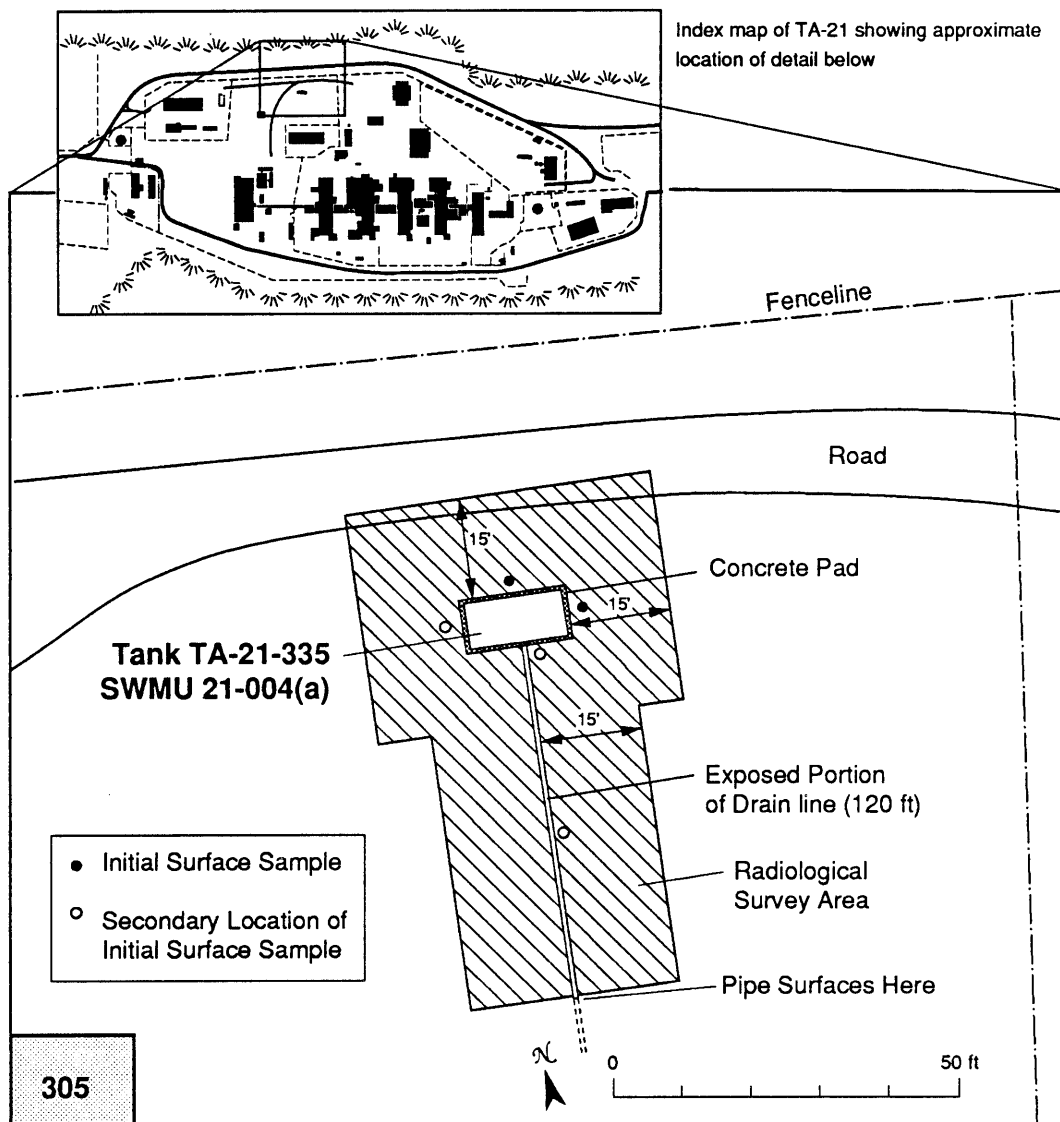 Index map of TA-21 showing approximate
location of detail below
Fenceline
Road
15'
Concrete Pad
15'
Tank TA-21-335
SWMU 21-004(a)
15'
Exposed Portion
of Drain line (120 ft)
Initial Surface Sample
Secondary Location of
Initial Surface Sample
Radiological
Survey Area
Pipe Surfaces Here
N
0
50 ft
305